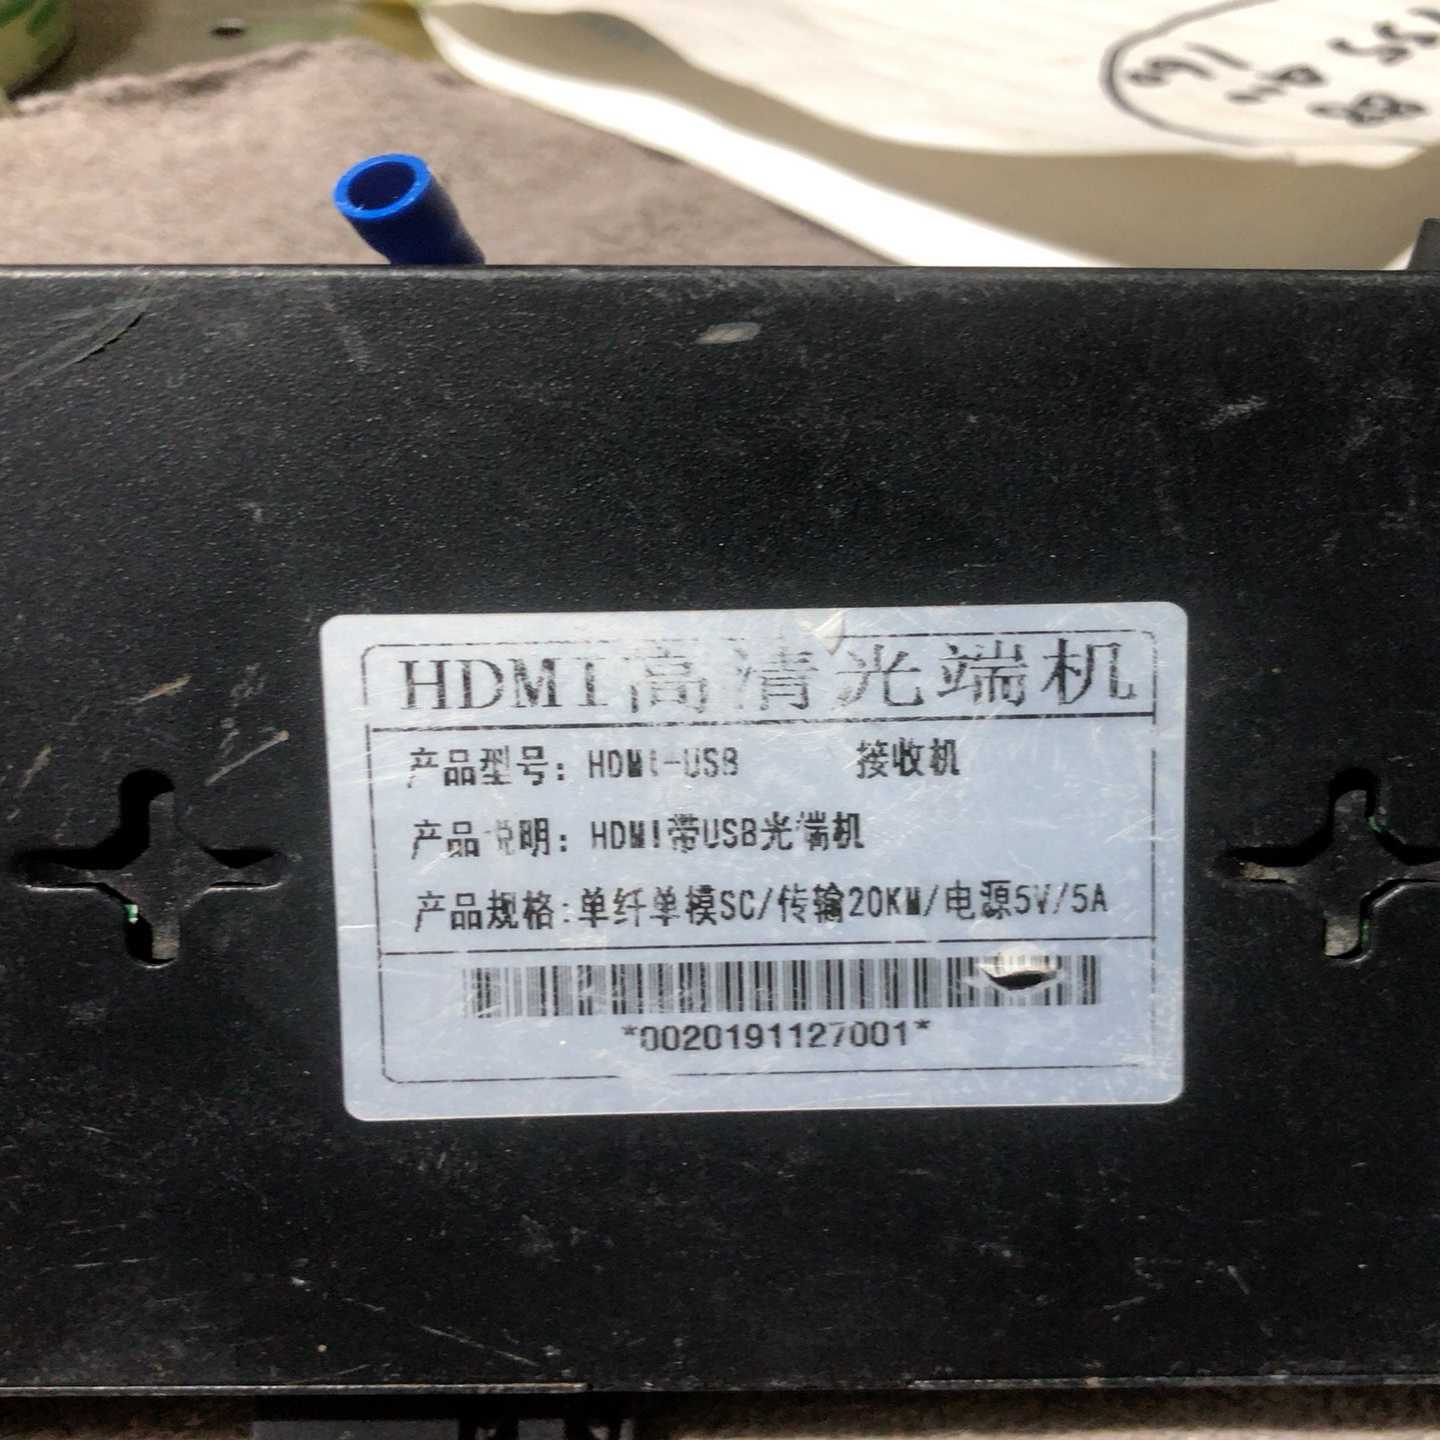 HDMI高清光端机
产品型号：HDMI-USB 接收机
产品说明：HDMI带USB光端机
产品规格:单纤单模SC/传输20KM/电源5V/5A
*0020191127001*